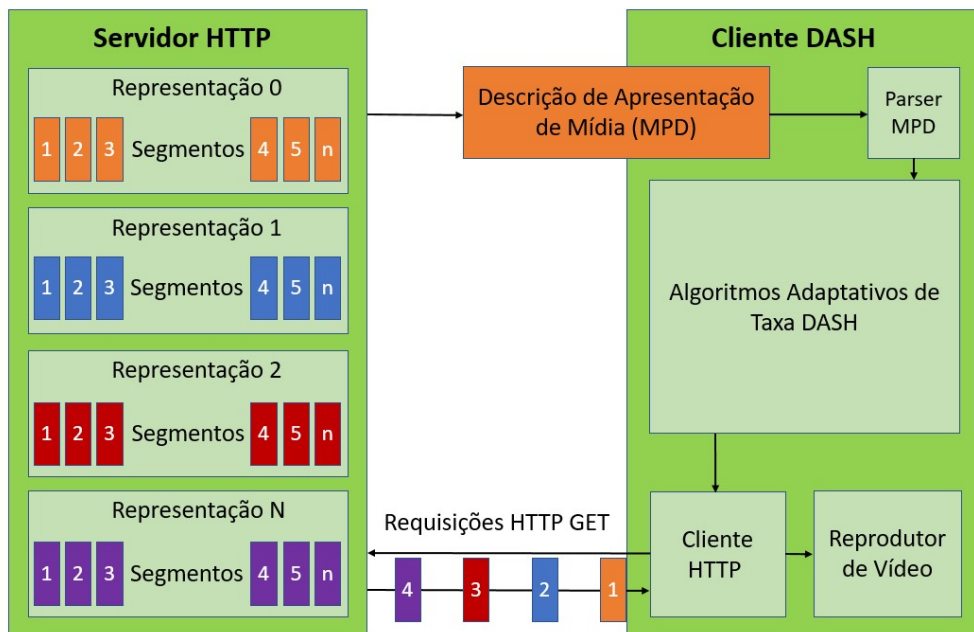 Servidor HTTP
Representação 0
1 2 3 Segmentos 4 5 n
Representação 1
1 2 3 Segmentos 4 5 n
Representação 2
1 2 3 Segmentos 4 5 n
Representação N
1 2 3 Segmentos 4 5 n
Descrição de Apresentação
de Mídia (MPD)
Requisições HTTP GET
4 3 2 1
Cliente DASH
Parser
MPD
Algoritmos Adaptativos de
Taxa DASH
Cliente
HTTP
Reprodutor
de Vídeo